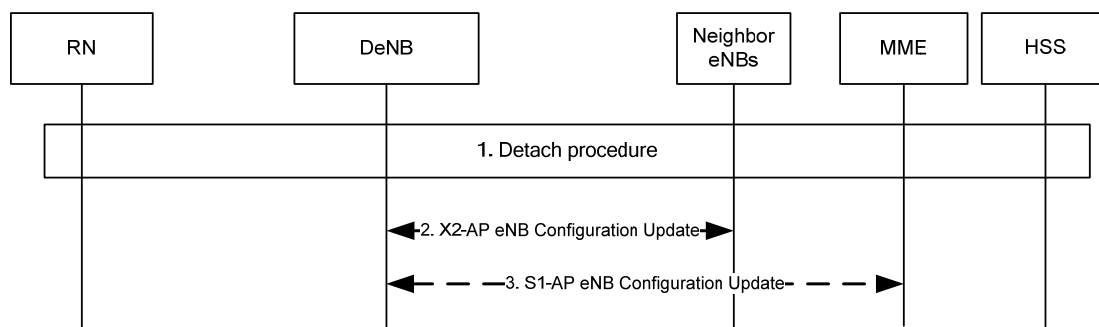 RN
DeNB
Neighbor
eNBs
MME
HSS
1. Detach procedure
2. X2-AP eNB Configuration Update
3. S1-AP eNB Configuration Update